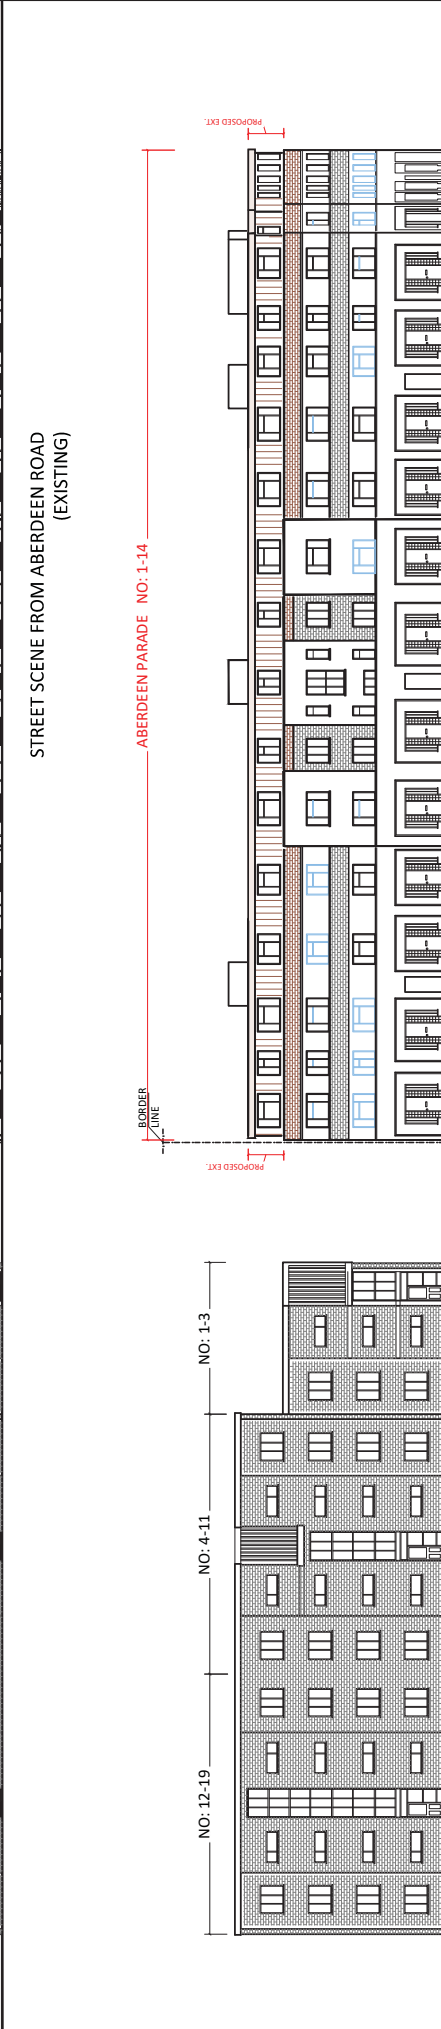 STREET SCENE FROM ABERDEEN ROAD
(EXISTING)
ABERDEEN PARADE NO: 1-14
PROPOSED EXT.
PROPOSED EXT.
BORDER
LINE
NO: 12-19
NO: 4-11
NO: 1-3